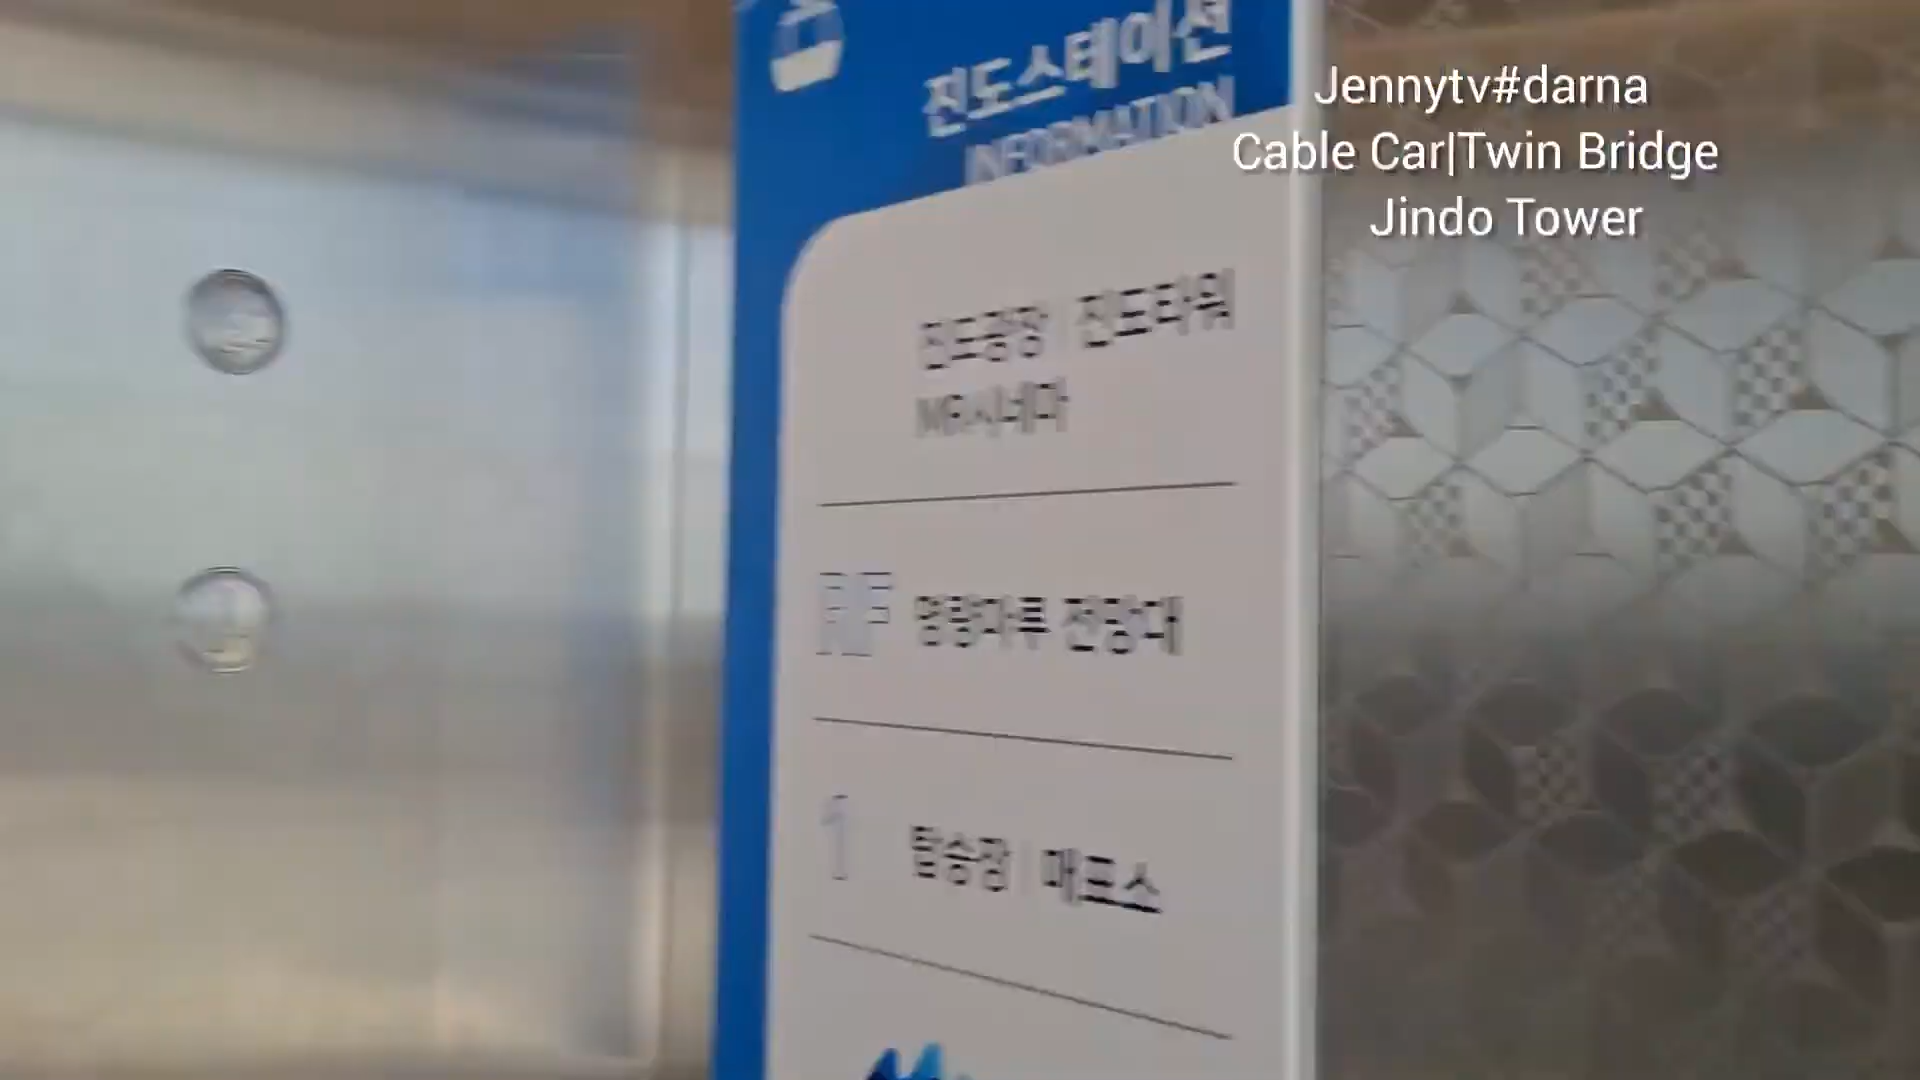 진도스테이션
INFORMATION
진도광장 | 진도타워
MR시네마
명량마루 전망대
1 탑승장 | 매표소
Jennytv#darna
Cable Car|Twin Bridge
Jindo Tower